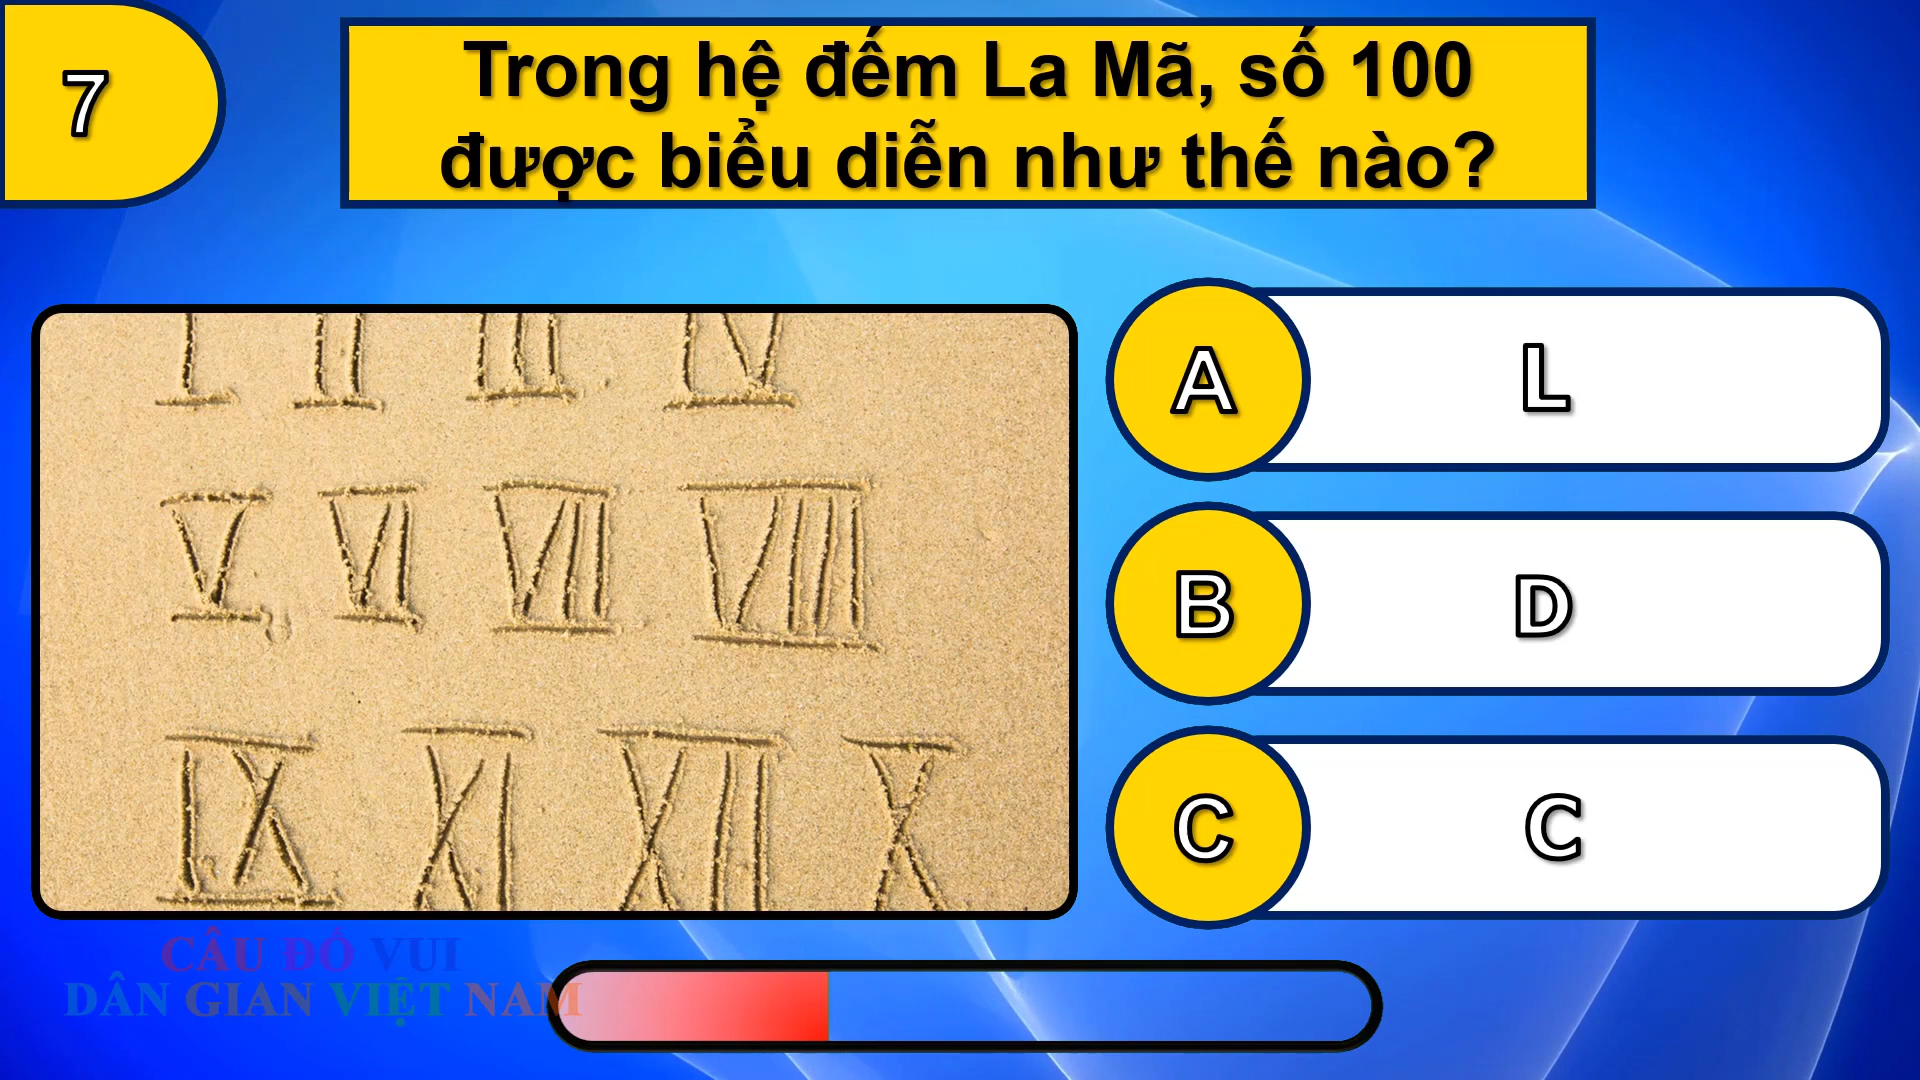 7
Trong hệ đếm La Mã, số 100
được biểu diễn như thế nào?
I II III IV
V VI VII VIII
IX XI XII X
A L
B D
C C
CÂU ĐỐ VUI
DÂN GIAN VIỆT NAM